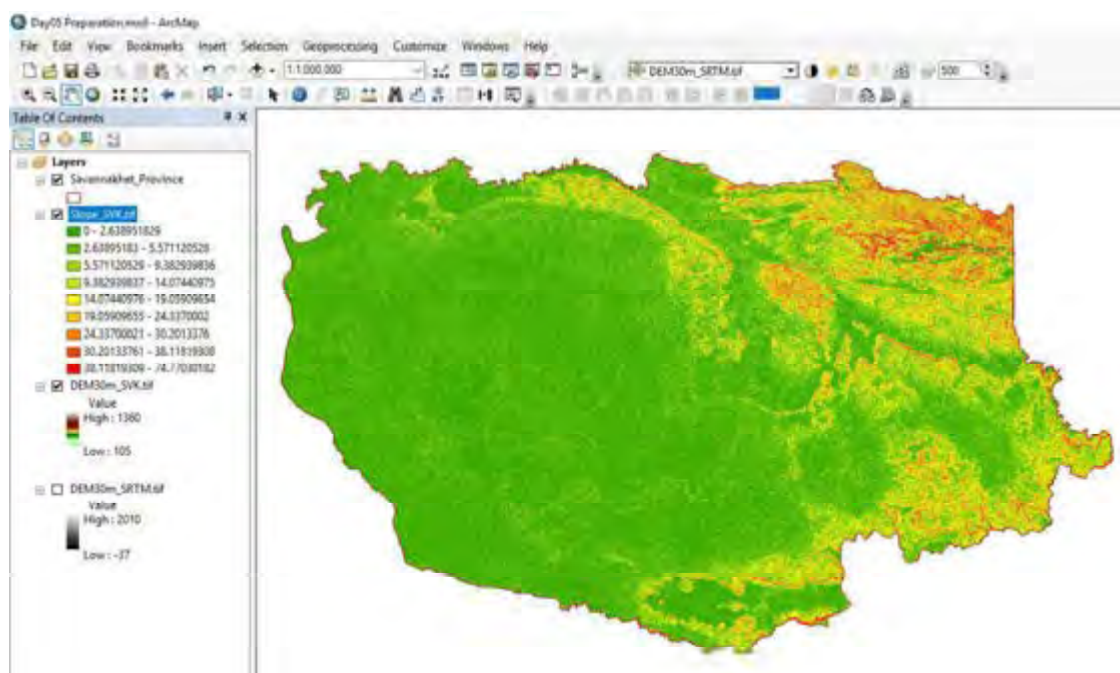 Day05 Preparation.mxd - ArcMap
File Edit View Bookmarks Insert Selection Geoprocessing Customize Windows Help
1:1,000,000 DEM30m_SRTM.tif 500
Table Of Contents
Layers
Savannakhet_Province
Slope_SVK.tif
0 - 2.638951829
2.63895183 - 5.571120528
5.571120529 - 9.382939836
9.382939837 - 14.07440975
14.07440976 - 19.05909654
19.05909655 - 24.3370002
24.33700021 - 30.2013376
30.20133761 - 38.11819308
38.11819309 - 74.77030182
DEM30m_SVK.tif
Value
High : 1360
Low : 105
DEM30m_SRTM.tif
Value
High : 2010
Low : -37